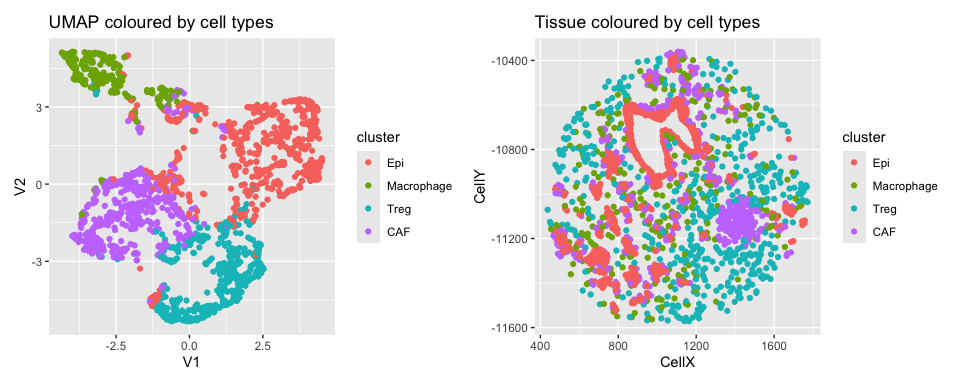 UMAP coloured by cell types
V2
3
0
-3
-2.5
0.0
2.5
V1
cluster
Epi
Macrophage
Treg
CAF
Tissue coloured by cell types
CellY
-10400
-10800
-11200
-11600
400
800
1200
1600
CellX
cluster
Epi
Macrophage
Treg
CAF